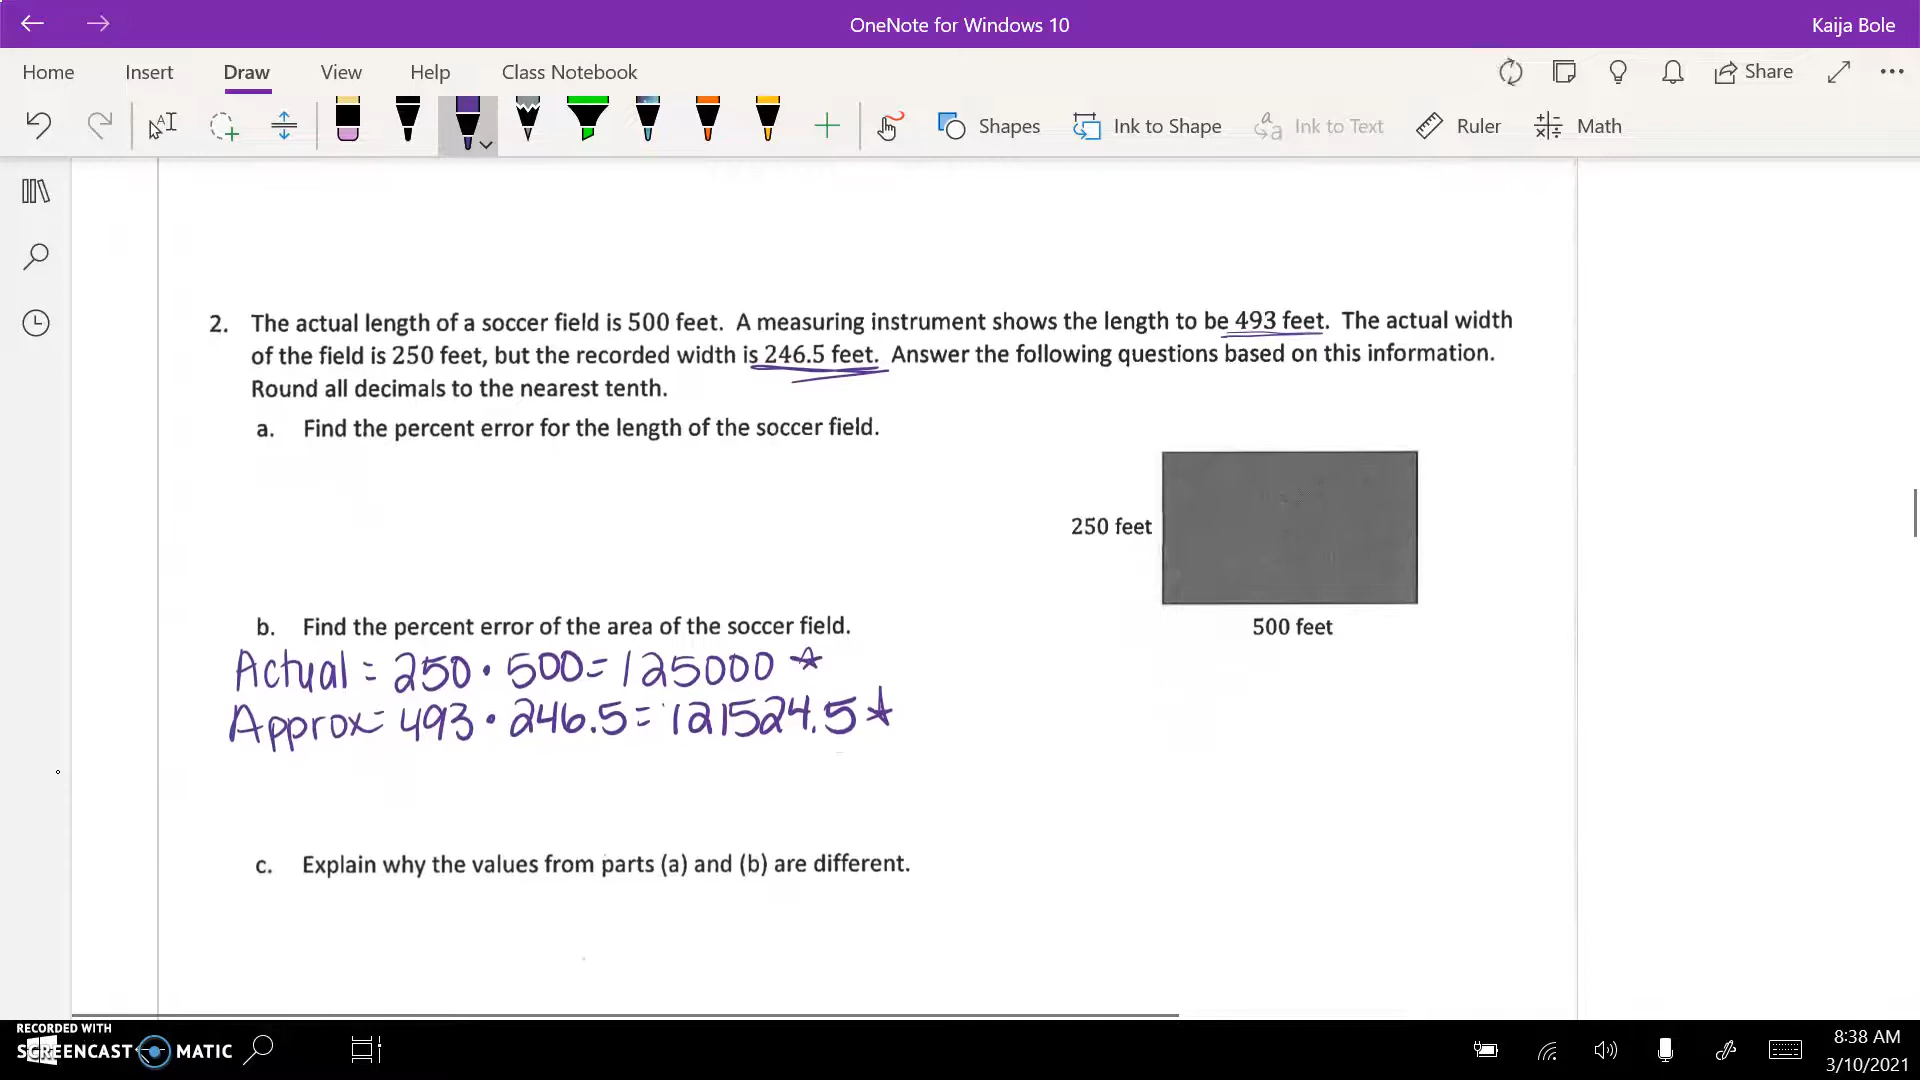 OneNote for Windows 10
Kaija Bole
Home Insert Draw View Help Class Notebook
Share
Shapes Ink to Shape Ink to Text Ruler Math
2. The actual length of a soccer field is 500 feet. A measuring instrument shows the length to be 493 feet. The actual width
of the field is 250 feet, but the recorded width is 246.5 feet. Answer the following questions based on this information.
Round all decimals to the nearest tenth.
a. Find the percent error for the length of the soccer field.
250 feet
500 feet
b. Find the percent error of the area of the soccer field.
Actual = 250 · 500 = 125000 ☆
Approx = 493 · 246.5 = 121524.5 ☆
c. Explain why the values from parts (a) and (b) are different.
RECORDED WITH
SCREENCAST MATIC
8:38 AM
3/10/2021